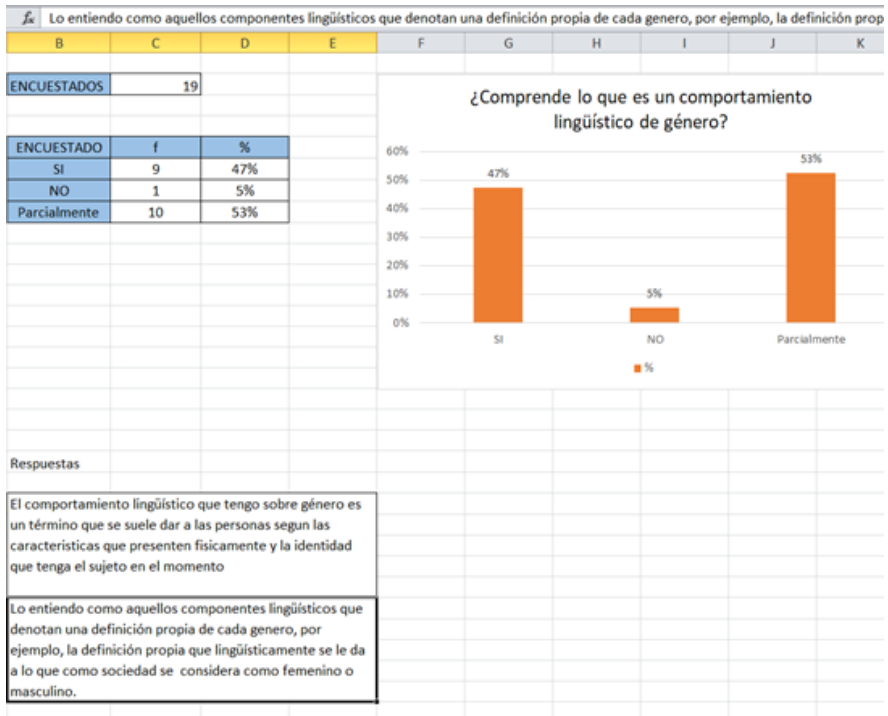 fx Lo entiendo como aquellos componentes lingüísticos que denotan una definición propia de cada genero, por ejemplo, la definición prop
B C D E F G H I J K
ENCUESTADOS 19
ENCUESTADO f %
SI 9 47%
NO 1 5%
Parcialmente 10 53%
¿Comprende lo que es un comportamiento
lingüístico de género?
60%
50%
40%
30%
20%
10%
0%
47%
5%
53%
SI NO Parcialmente
%
Respuestas
El comportamiento lingüístico que tengo sobre género es
un término que se suele dar a las personas segun las
caracteristicas que presenten fisicamente y la identidad
que tenga el sujeto en el momento
Lo entiendo como aquellos componentes lingüísticos que
denotan una definición propia de cada genero, por
ejemplo, la definición propia que lingüísticamente se le da
a lo que como sociedad se  considera como femenino o
masculino.